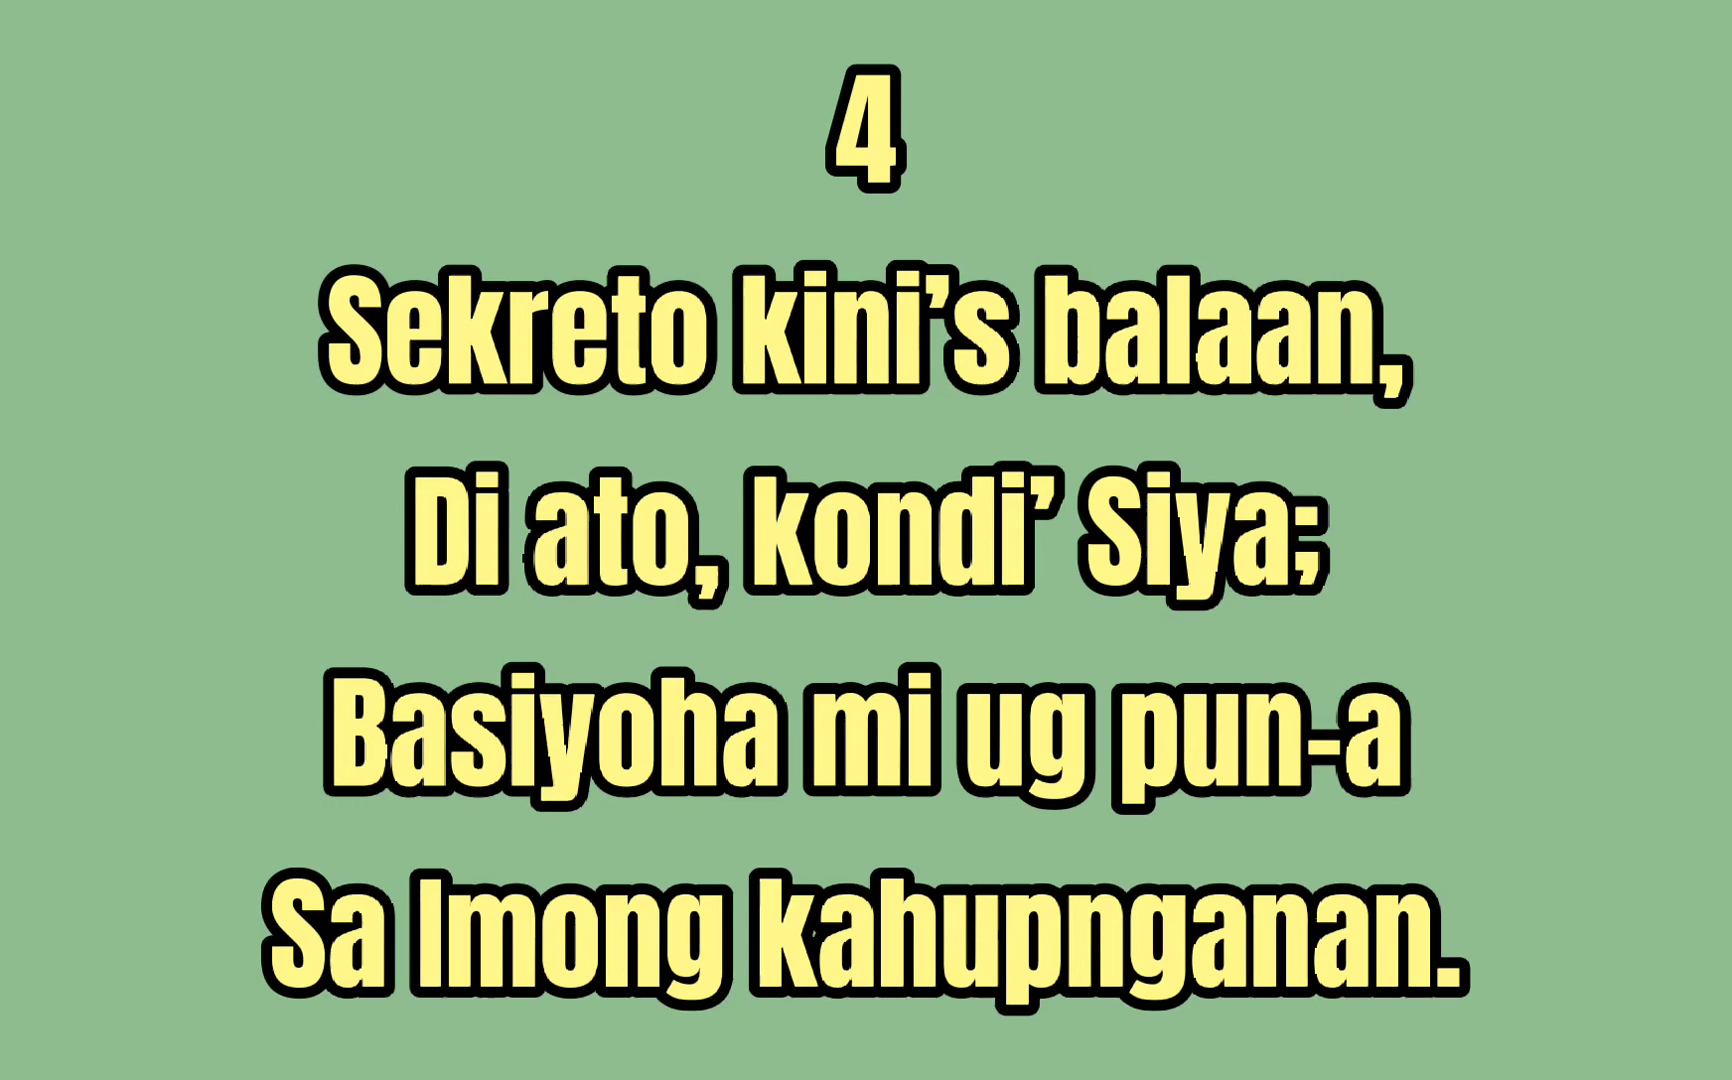 4
Sekreto kini’s balaan,
Di ato, kondi’ Siya;
Basiyoha mi ug pun-a
Sa Imong kahupnganan.